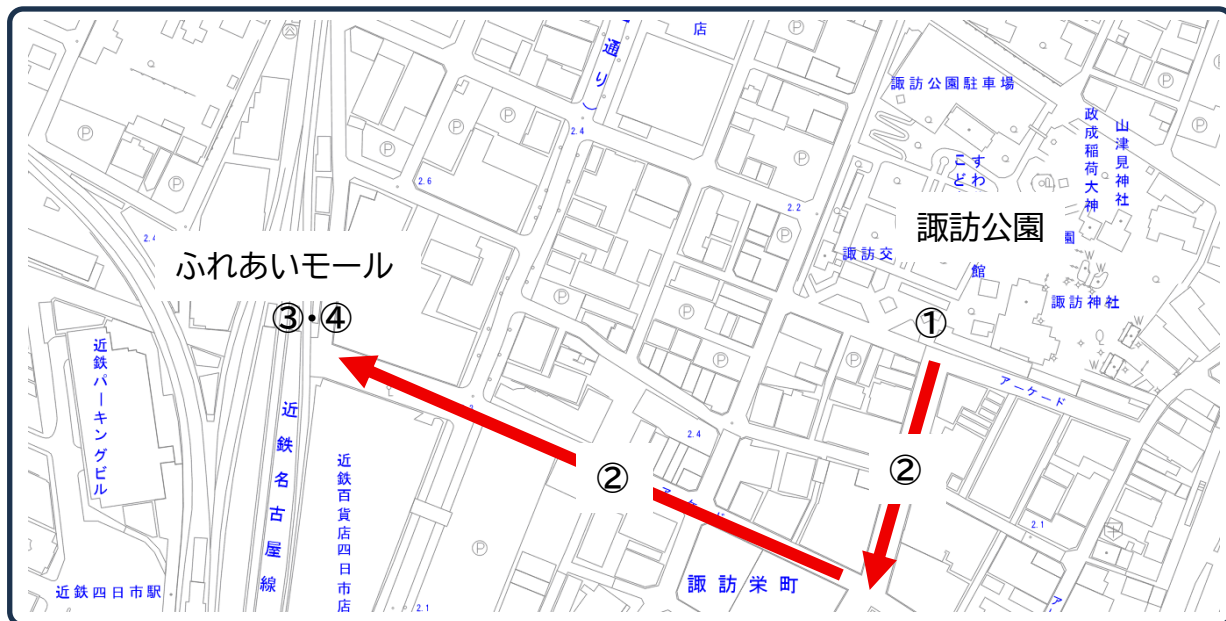 店
通り）
諏訪公園駐車場
山津見神社
政成稲荷大神
すわ
こど
Ⓟ
Ⓟ
Ⓟ
Ⓟ
Ⓟ
Ⓟ
2.4
2.6
2.2
2.4
諏訪公園
園
諏訪交
館
諏訪神社
ふれあいモール
③・④
①
Ⓟ
Ⓟ
Ⓟ
近鉄パーキングビル
アーケード
近鉄名古屋線
近鉄百貨店四日市店
2.4
②
②
アーケード
2.1
Ⓟ
諏訪栄町
近鉄四日市駅
2.1